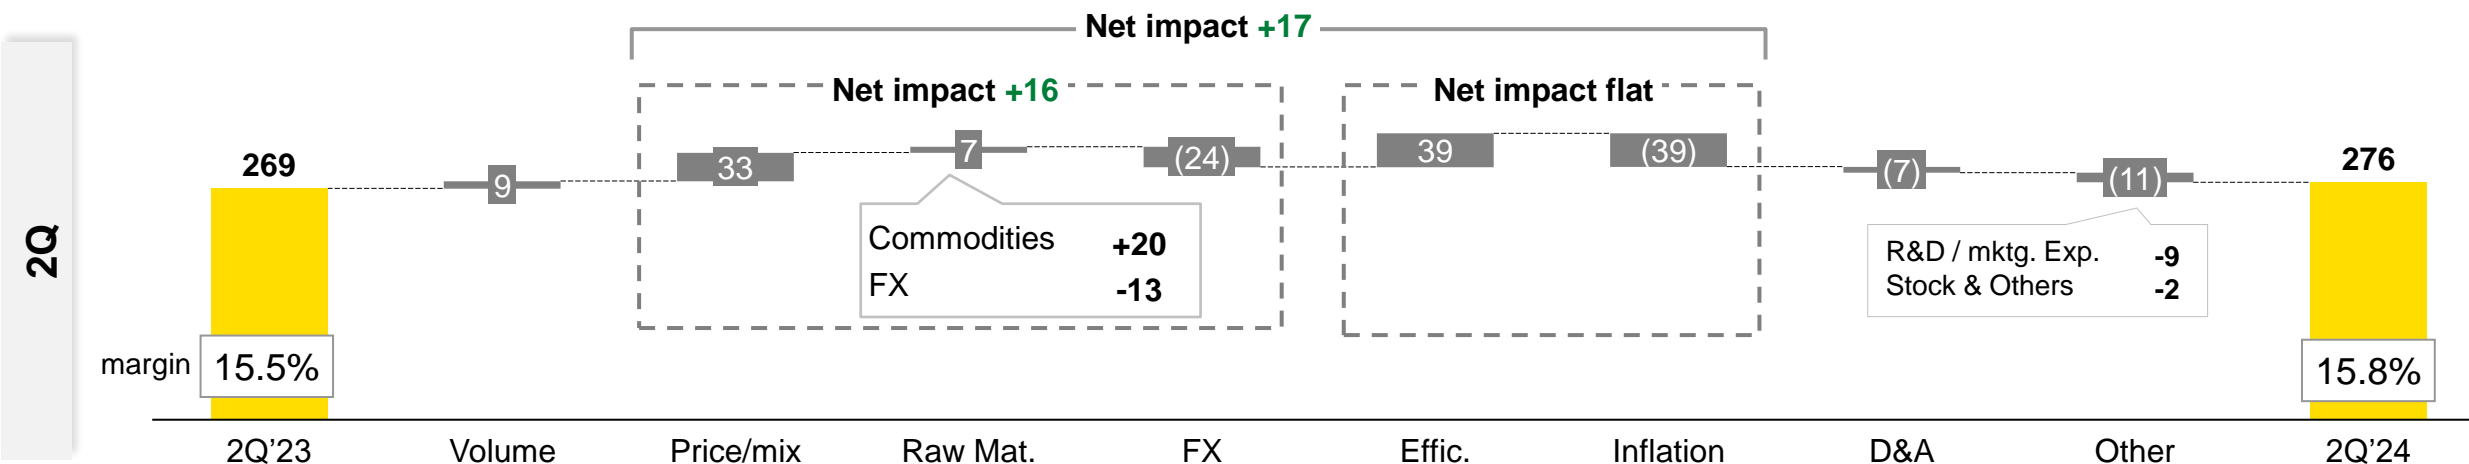 Net impact +17
Net impact +16
Net impact flat
2Q
269
9
33
7
(24)
39
(39)
(7)
(11)
276
Commodities +20
FX -13
R&D / mktg. Exp. -9
Stock & Others -2
margin
15.5%
15.8%
2Q’23
Volume
Price/mix
Raw Mat.
FX
Effic.
Inflation
D&A
Other
2Q’24